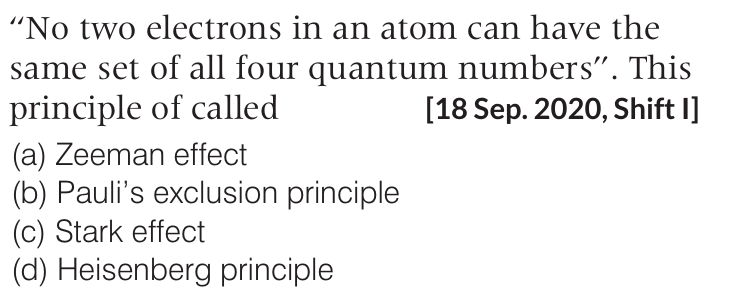 “No two electrons in an atom can have the
same set of all four quantum numbers”. This
principle of called [18 Sep. 2020, Shift I]
(a) Zeeman effect
(b) Pauli’s exclusion principle
(c) Stark effect
(d) Heisenberg principle